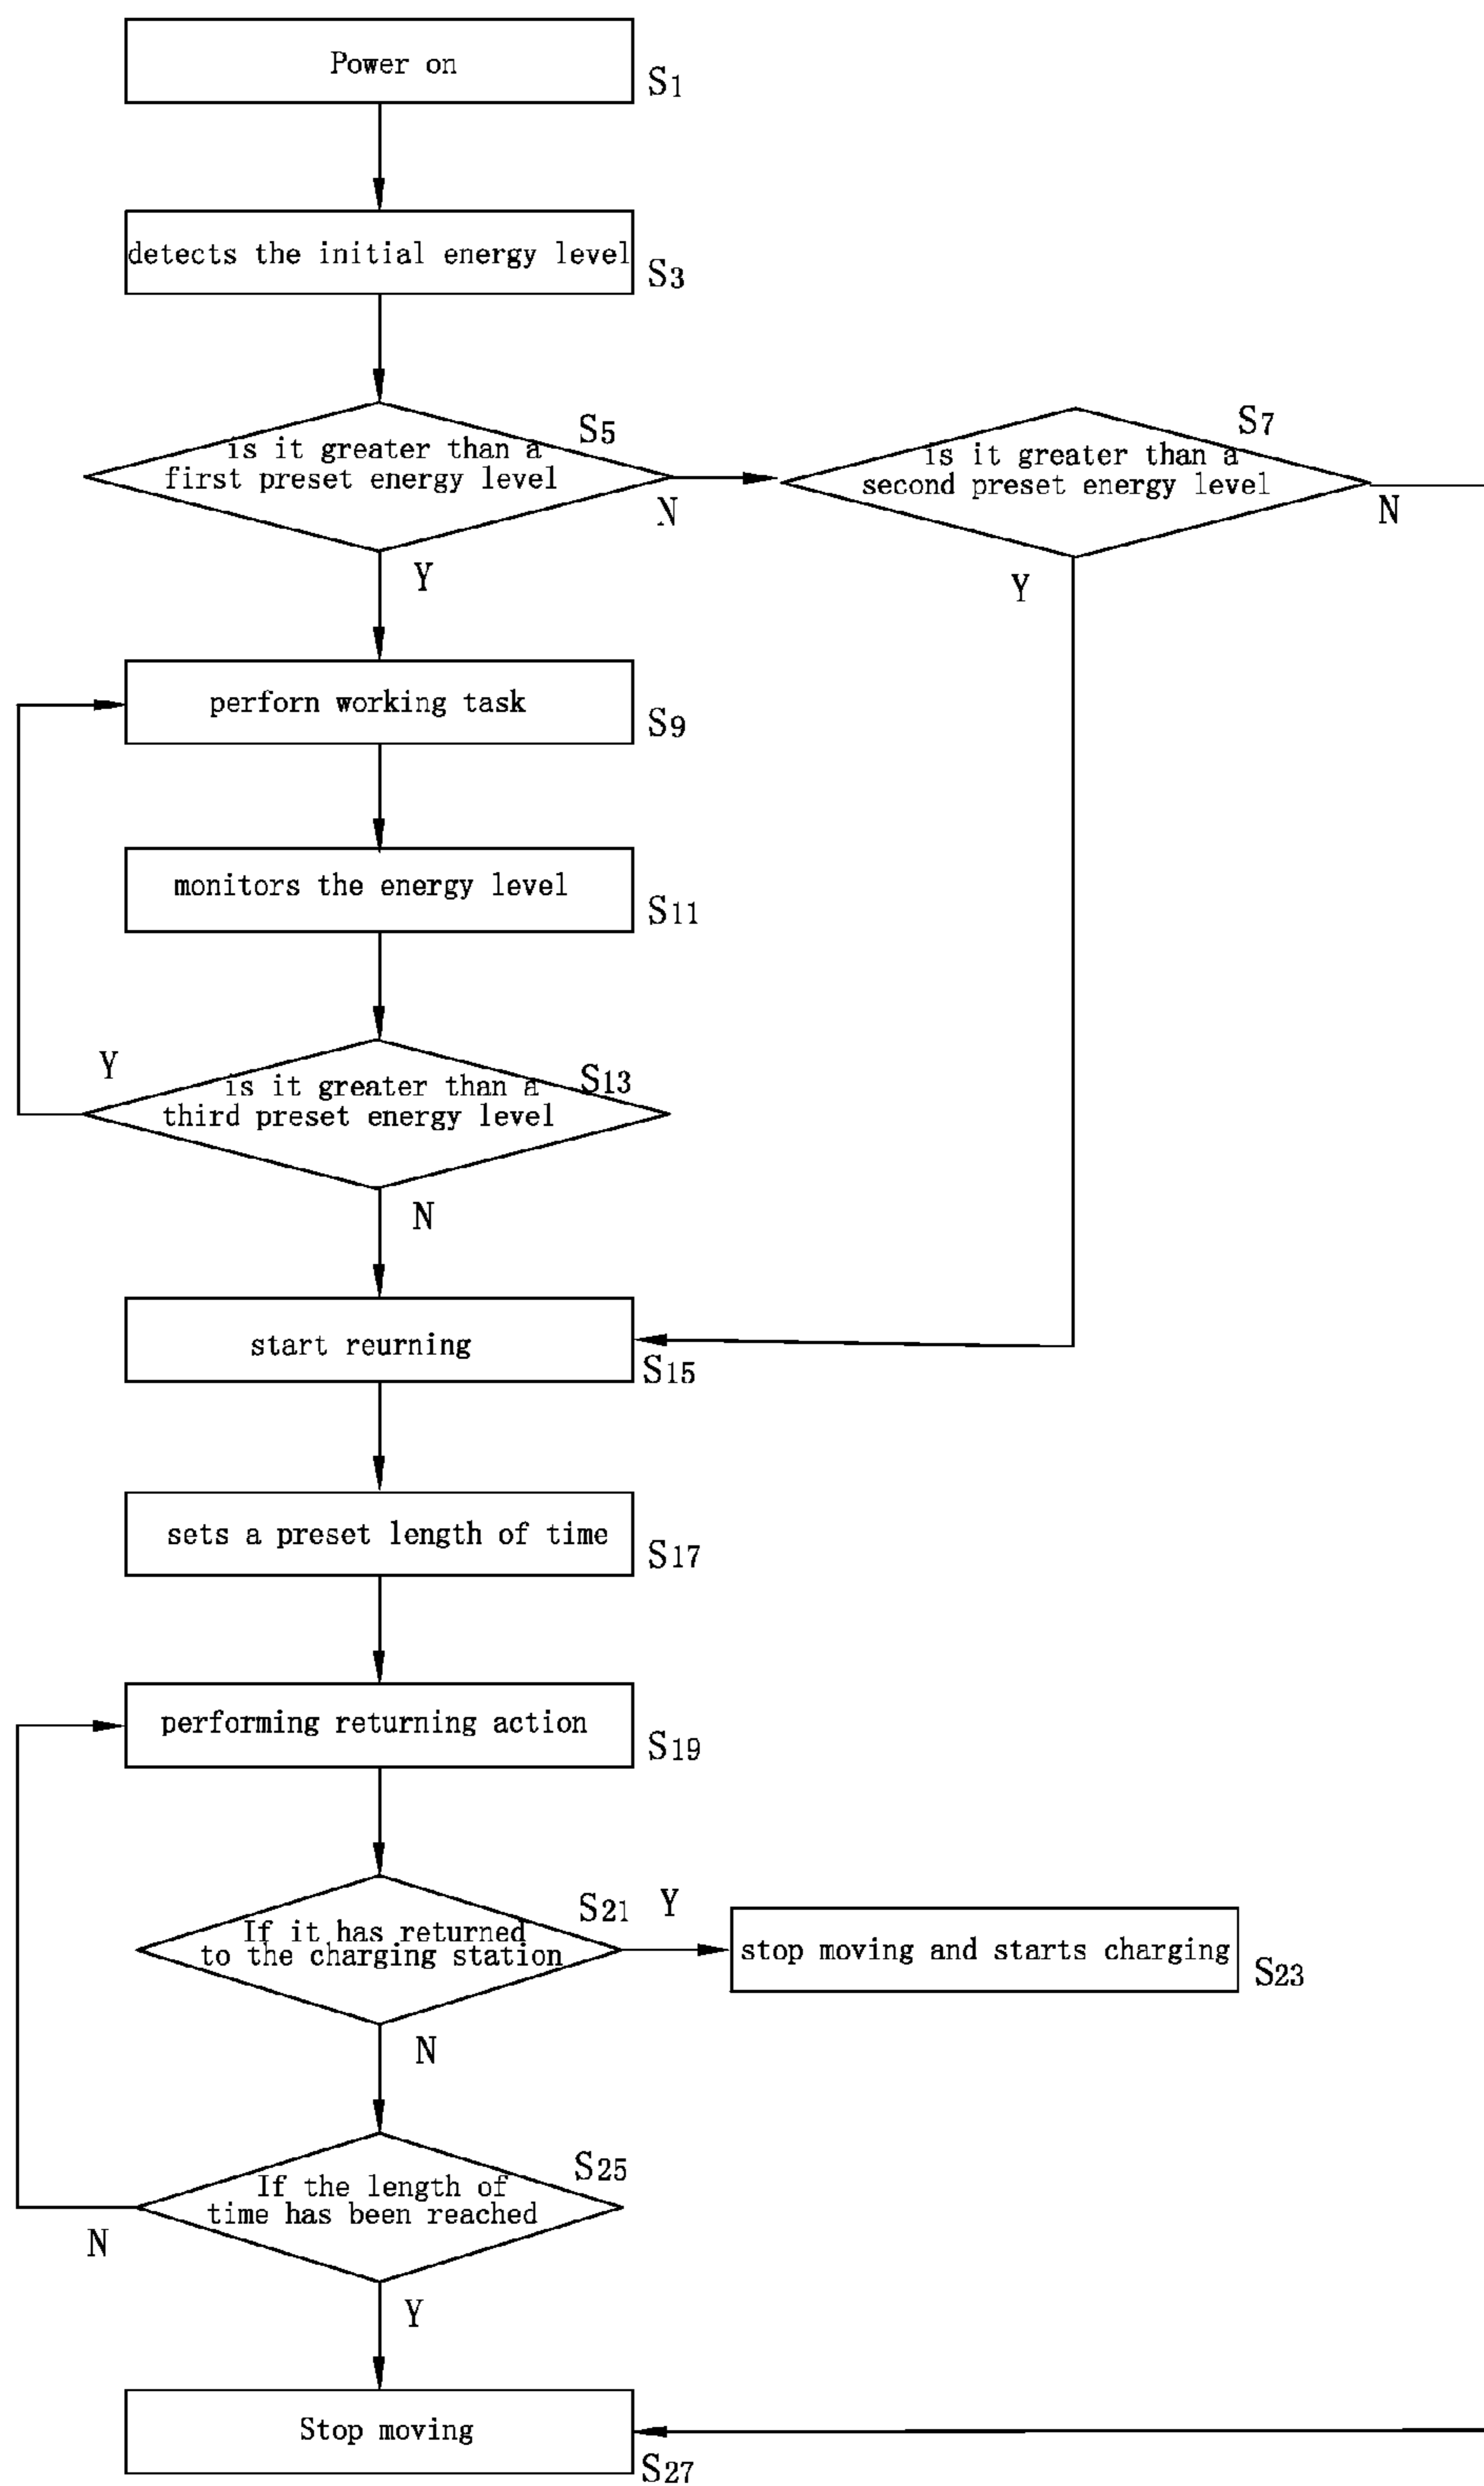 Power on
S1
detects the initial energy level
S3
is it greater than a
first preset energy level
S5
N
Y
is it greater than a
second preset energy level
S7
N
Y
perforn working task
S9
monitors the energy level
S11
is it greater than a
third preset energy level
S13
Y
N
start reurning
S15
sets a preset length of time
S17
performing returning action
S19
If it has returned
to the charging station
S21
Y
stop moving and starts charging
S23
N
If the length of
time has been reached
S25
N
Y
Stop moving
S27